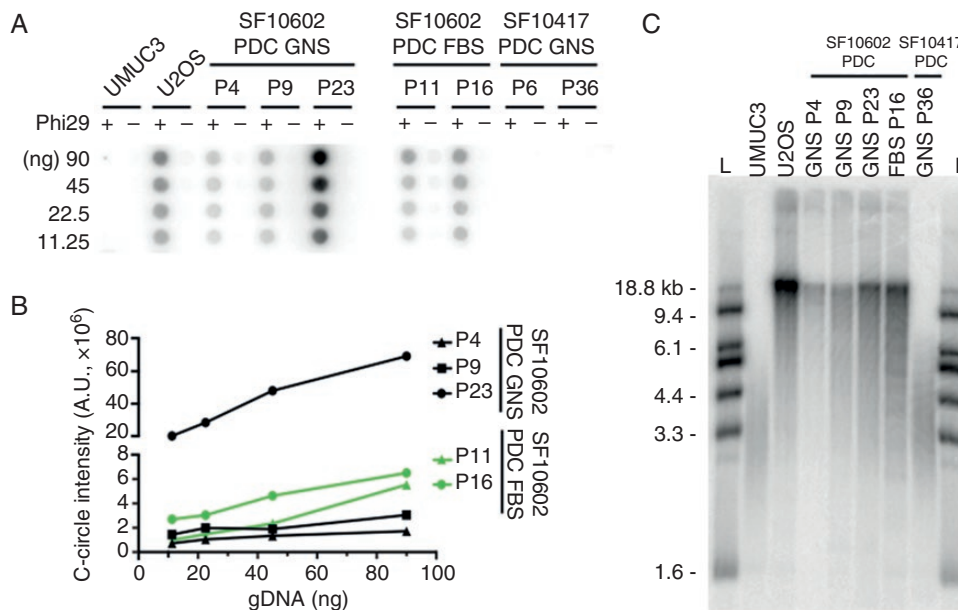 A
SF10602
PDC GNS
SF10602
PDC FBS
SF10417
PDC GNS
UMUC3
U2OS
P4
P9
P23
P11
P16
P6
P36
Phi29
+ − + − + − + − + − + − + − + − + −
(ng) 90
45
22.5
11.25
B
C-circle intensity (A.U., ×10⁶)
80
60
40
20
8
6
4
2
0
0 20 40 60 80 100
gDNA (ng)
P4
P9
P23
SF10602
PDC GNS
P11
P16
SF10602
PDC FBS
C
SF10602
PDC
SF10417
PDC
L
UMUC3
U2OS
GNS P4
GNS P9
GNS P23
FBS P16
GNS P36
18.8 kb -
9.4 -
6.1 -
4.4 -
3.3 -
1.6 -